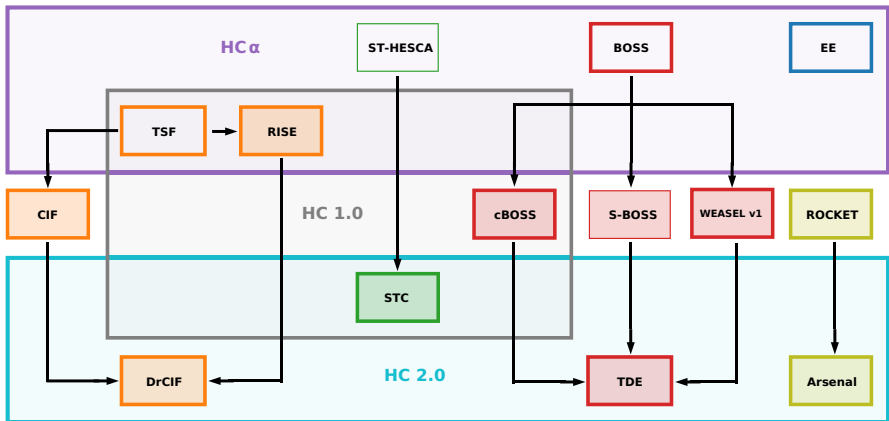 HCα
ST-HESCA
BOSS
EE
TSF
RISE
CIF
HC 1.0
cBOSS
S-BOSS
WEASEL v1
ROCKET
STC
DrCIF
HC 2.0
TDE
Arsenal